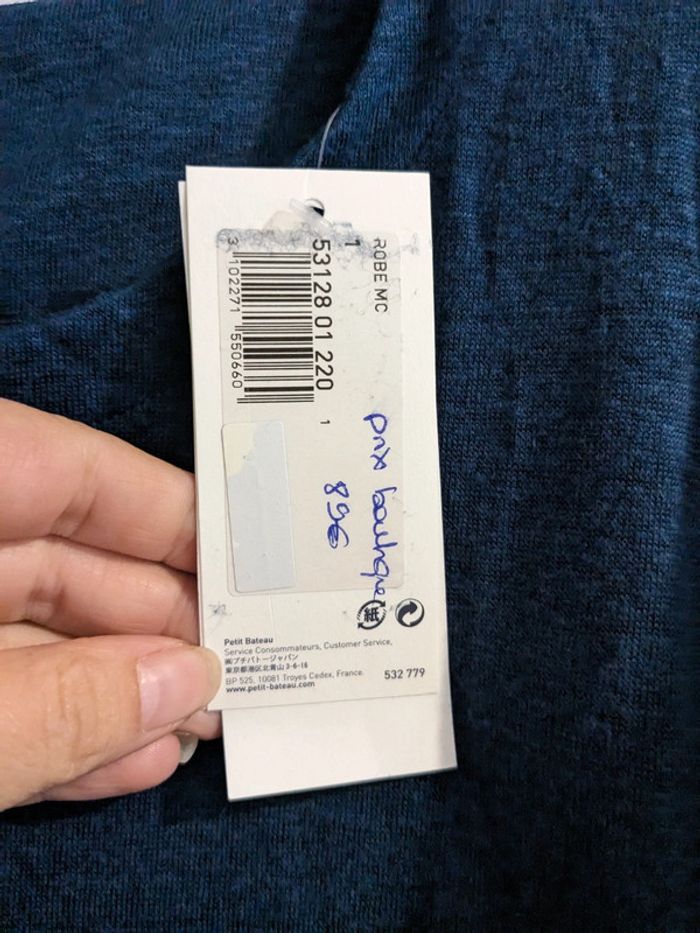 ROBE MC
1
53128 01 220
1
3 102271 550660
prix boutique
89€
紙
Petit Bateau
Service Consommateurs, Customer Service,
㈱プチバトージャパン
東京都港区北青山 3-6-16
BP 525, 10081 Troyes Cedex, France.
www.petit-bateau.com
532 779